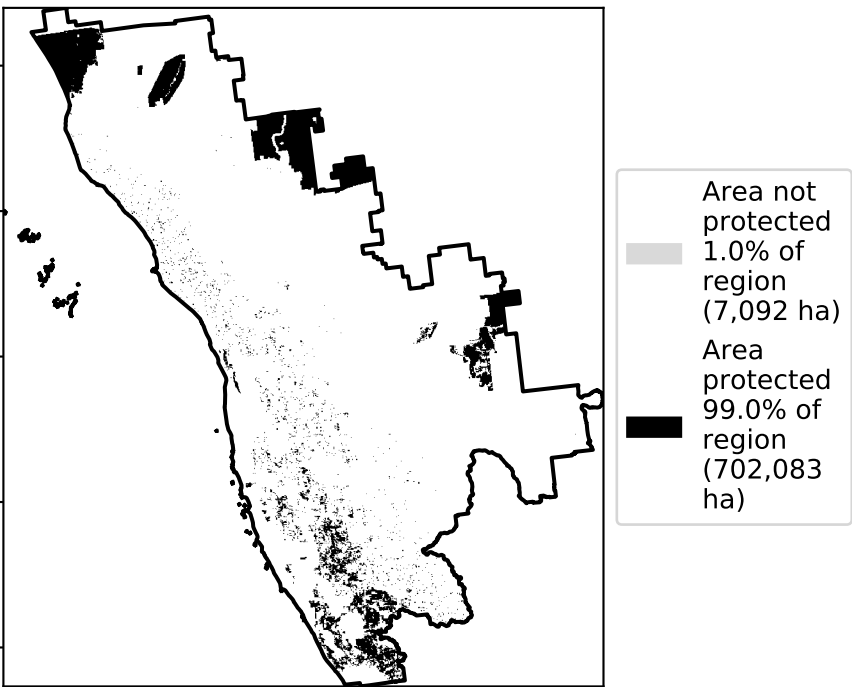 Area not
protected
1.0% of
region
(7,092 ha)
Area
protected
99.0% of
region
(702,083
ha)